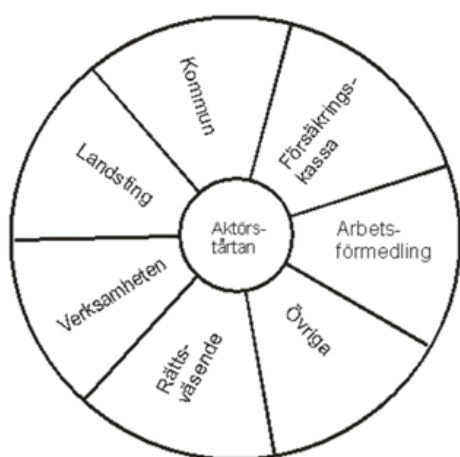 Kommun
Försäkrings-
kassa
Arbets-
förmedling
Övriga
Rätts-
väsende
Verksamheten
Landsting
Aktörs-
tårtan